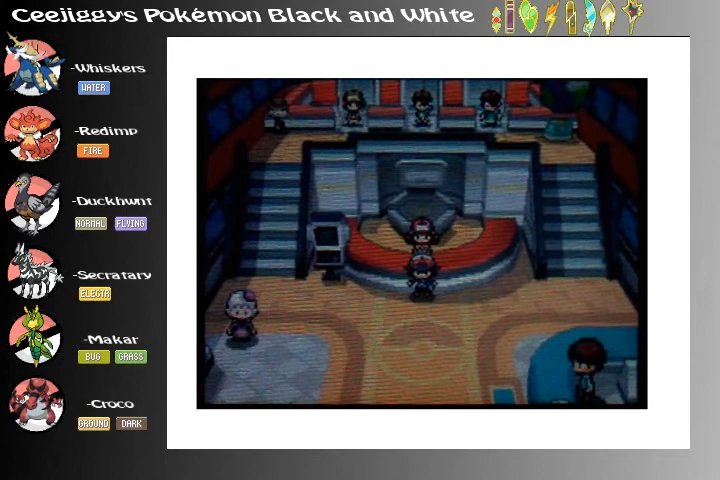 Ceejiggy's Pokémon Black and White
-Whiskers
WATER
-Redimp
FIRE
-Duckhunt
NORMAL FLYING
-Secratary
ELECTR
-Makar
BUG GRASS
-Croco
GROUND DARK